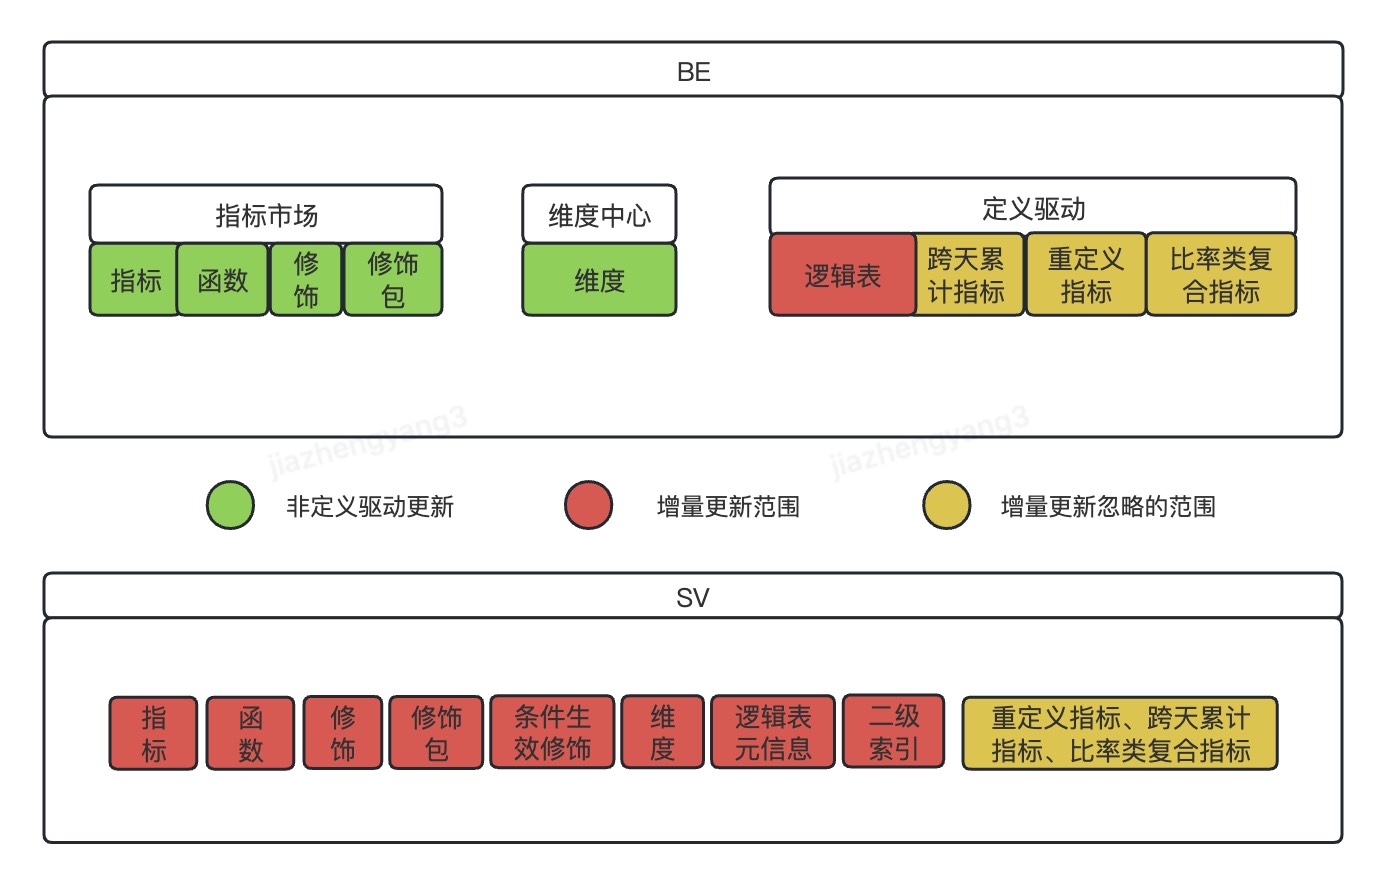 BE
指标市场
维度中心
定义驱动
指标
函数
修
饰
修饰
包
维度
逻辑表
跨天累
计指标
重定义
指标
比率类复
合指标
jiazhengyang3
jiazhengyang3
非定义驱动更新
增量更新范围
增量更新忽略的范围
SV
指
标
函
数
修
饰
修饰
包
条件生
效修饰
维
度
逻辑表
元信息
二级
索引
重定义指标、跨天累计
指标、比率类复合指标